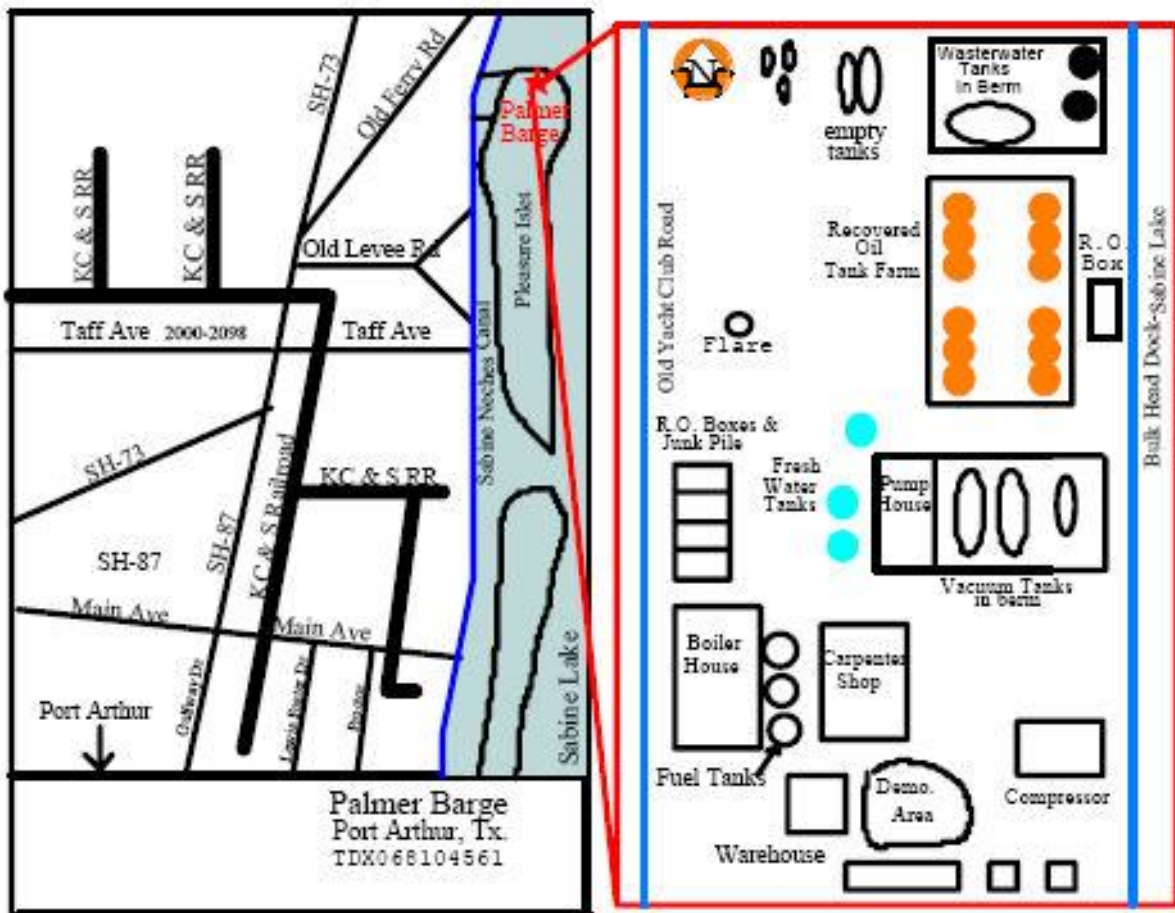 SH-73
Old Ferry Rd
Palmer
Barge
KC & S RR
KC & S RR
Old Levee Rd
Pleasure Islet
Taff Ave 2000-2098
Taff Ave
Sabine Neches Canal
SH-73
KC & S RR
KC & S Railroad
SH-87
SH-87
Main Ave
Main Ave
Port Arthur
Sabine Lake
Palmer Barge
Port Arthur, Tx.
TDX068104561
N
empty
tanks
Wasterwater
Tanks
In Berm
Old Yacht Club Road
Recovered
Oil
Tank Farm
R. O.
Box
Bulk Head Dock-Sabine Lake
Flare
R.O. Boxes &
Junk Pile
Fresh
Water
Tanks
Pump
House
Vacuum Tanks
in berm
Boiler
House
Carpenter
Shop
Fuel Tanks
Demo.
Area
Compressor
Warehouse